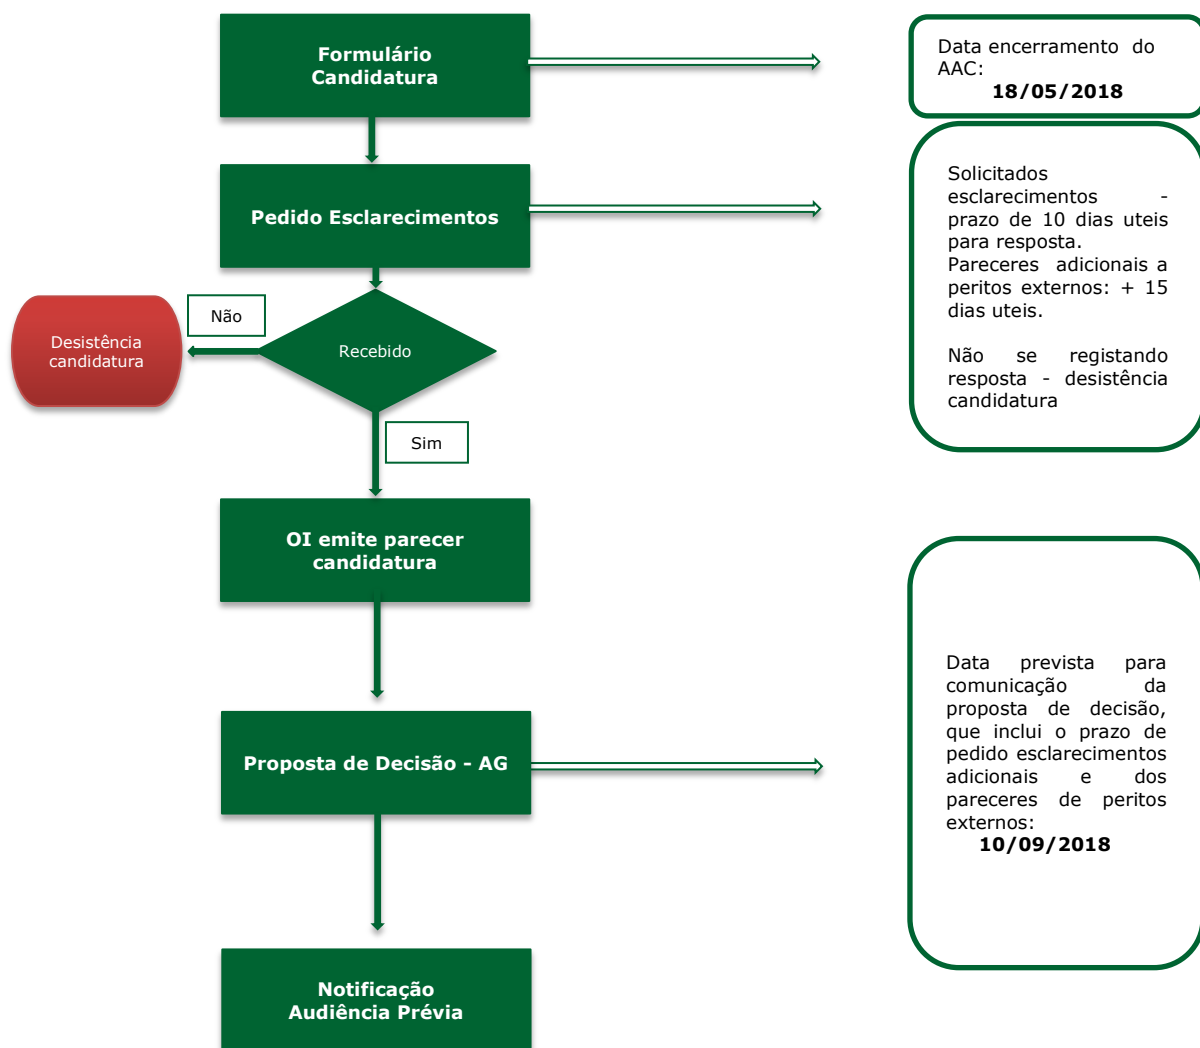 Formulário
Candidatura
Data encerramento do
AAC:
18/05/2018
Pedido Esclarecimentos
Solicitados
esclarecimentos -
prazo de 10 dias uteis
para resposta.
Pareceres adicionais a
peritos externos: + 15
dias uteis.
Não se registando
resposta - desistência
candidatura
Não
Desistência
candidatura
Recebido
Sim
OI emite parecer
candidatura
Proposta de Decisão - AG
Data prevista para
comunicação da
proposta de decisão,
que inclui o prazo de
pedido esclarecimentos
adicionais e dos
pareceres de peritos
externos:
10/09/2018
Notificação
Audiência Prévia